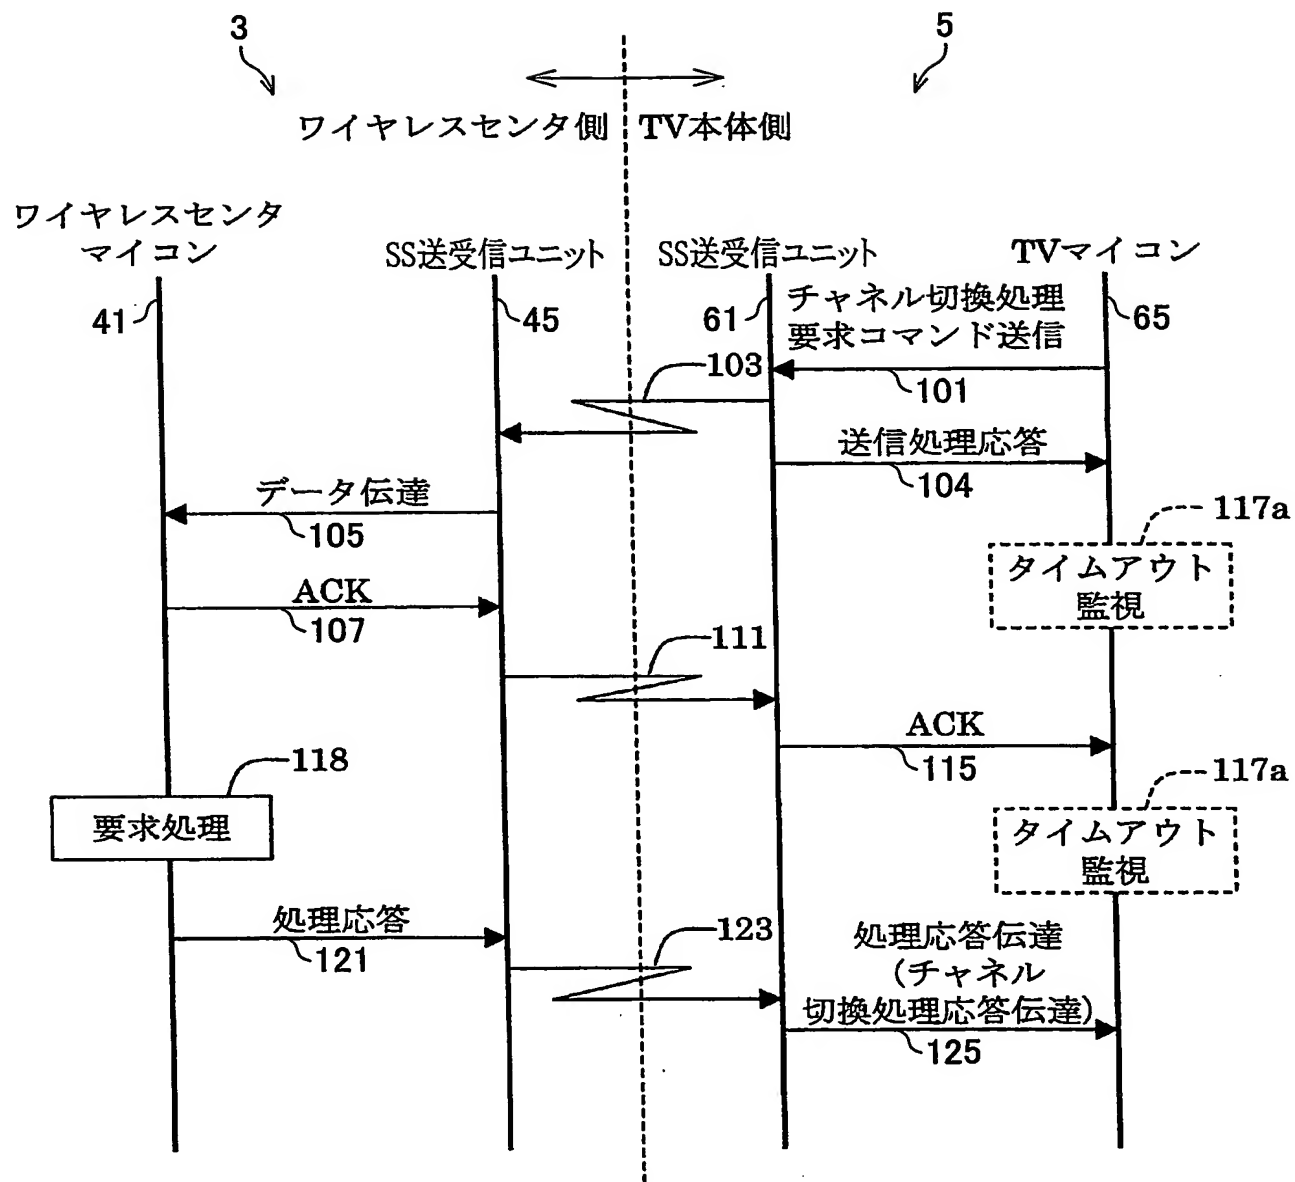 3
5
ワイヤレスセンタ側
TV本体側
ワイヤレスセンタ
マイコン
SS送受信ユニット
SS送受信ユニット
TVマイコン
41
45
61
65
チャネル切換処理
要求コマンド送信
103
101
送信処理応答
104
データ伝達
105
117a
タイムアウト
監視
ACK
107
111
ACK
115
118
要求処理
117a
タイムアウト
監視
処理応答
121
123
処理応答伝達
(チャネル
切換処理応答伝達)
125